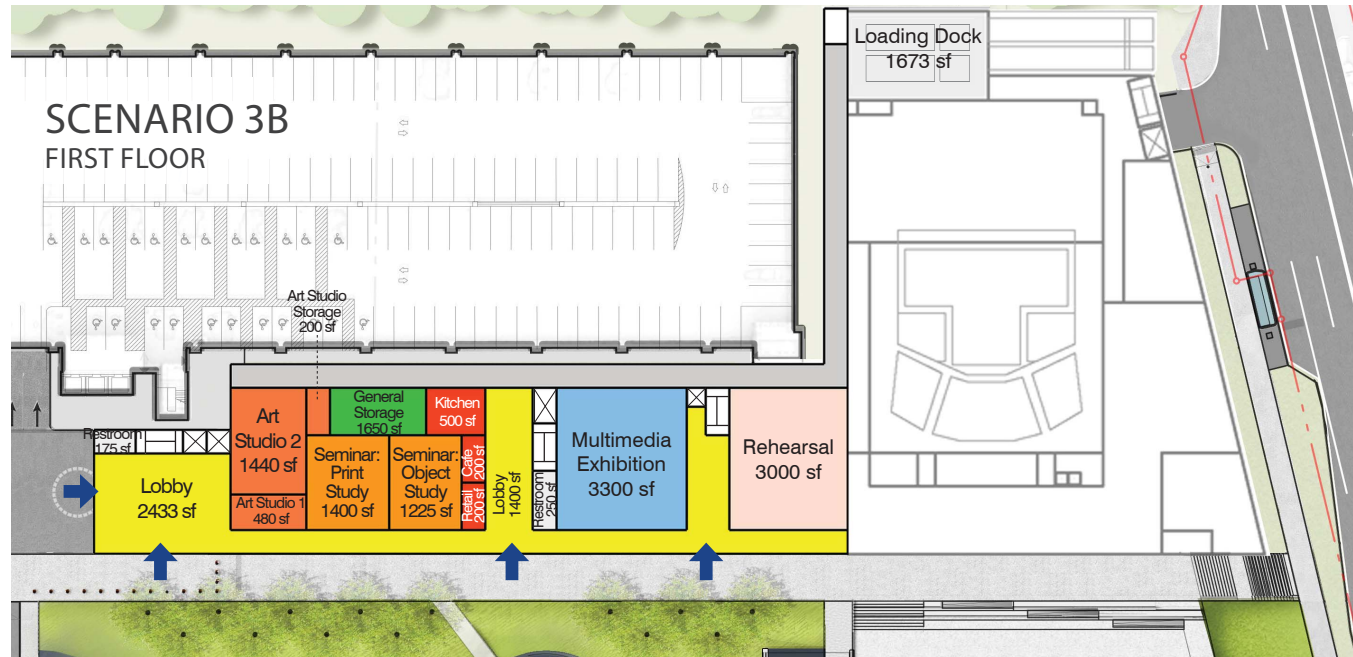 SCENARIO 3B
FIRST FLOOR
Loading Dock
1673 sf
Art Studio
Storage
200 sf
Restroom
175 sf
Lobby
2433 sf
Art
Studio 2
1440 sf
Art Studio 1
480 sf
General
Storage
1650 sf
Seminar:
Print
Study
1400 sf
Seminar:
Object
Study
1225 sf
Kitchen
500 sf
Cafe
200 sf
Retail
200 sf
Lobby
1400 sf
Restroom
250 sf
Multimedia
Exhibition
3300 sf
Rehearsal
3000 sf